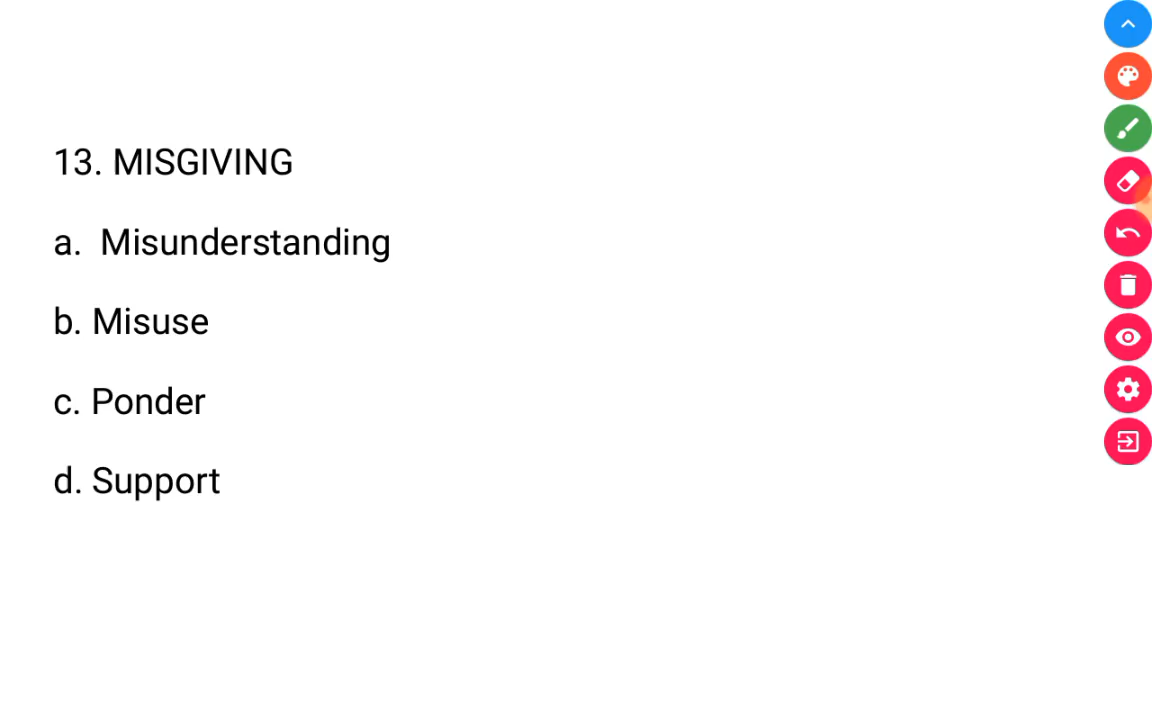 13. MISGIVING
a. Misunderstanding
b. Misuse
c. Ponder
d. Support